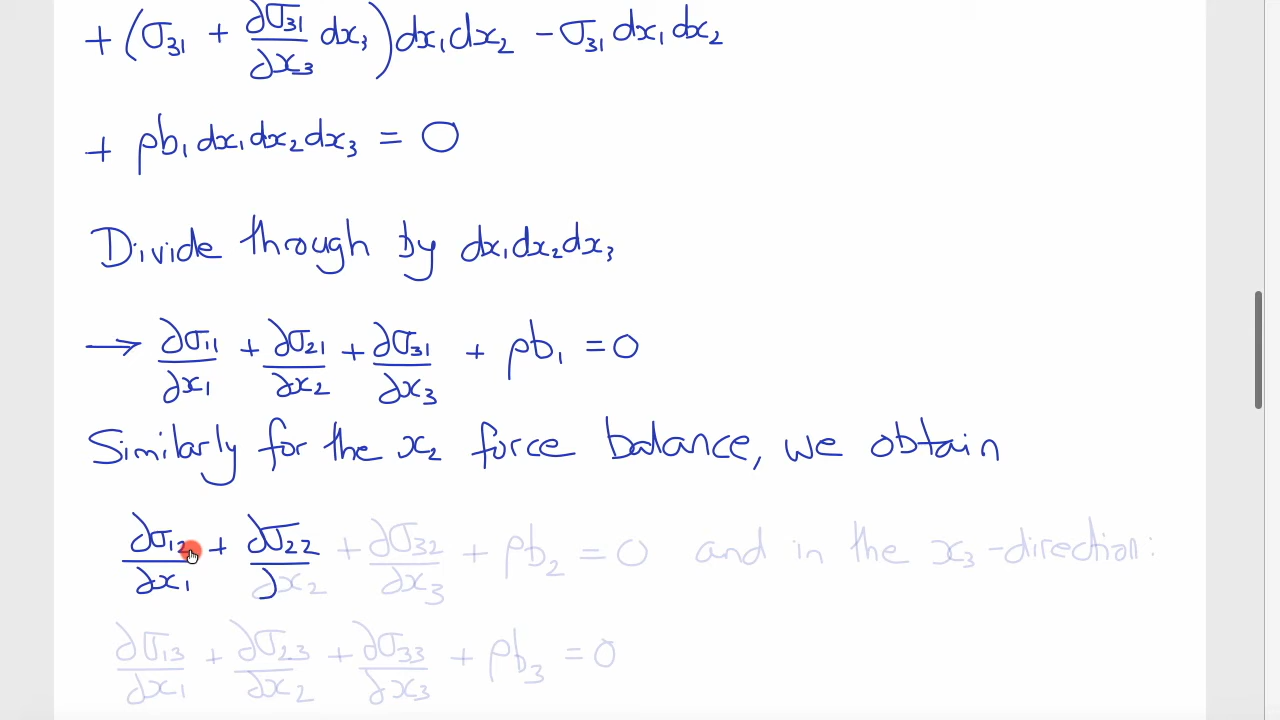 + (σ₃₁ + ∂σ₃₁/∂x₃ dx₃) dx₁dx₂ − σ₃₁ dx₁dx₂
+ ρb₁dx₁dx₂dx₃ = 0
Divide through by dx₁dx₂dx₃
→ ∂σ₁₁/∂x₁ + ∂σ₂₁/∂x₂ + ∂σ₃₁/∂x₃ + ρb₁ = 0
Similarly for the x₂ force balance, we obtain
∂σ₁₂/∂x₁ + ∂σ₂₂/∂x₂ + ∂σ₃₂/∂x₃ + ρb₂ = 0 and in the x₃-direction:
∂σ₁₃/∂x₁ + ∂σ₂₃/∂x₂ + ∂σ₃₃/∂x₃ + ρb₃ = 0